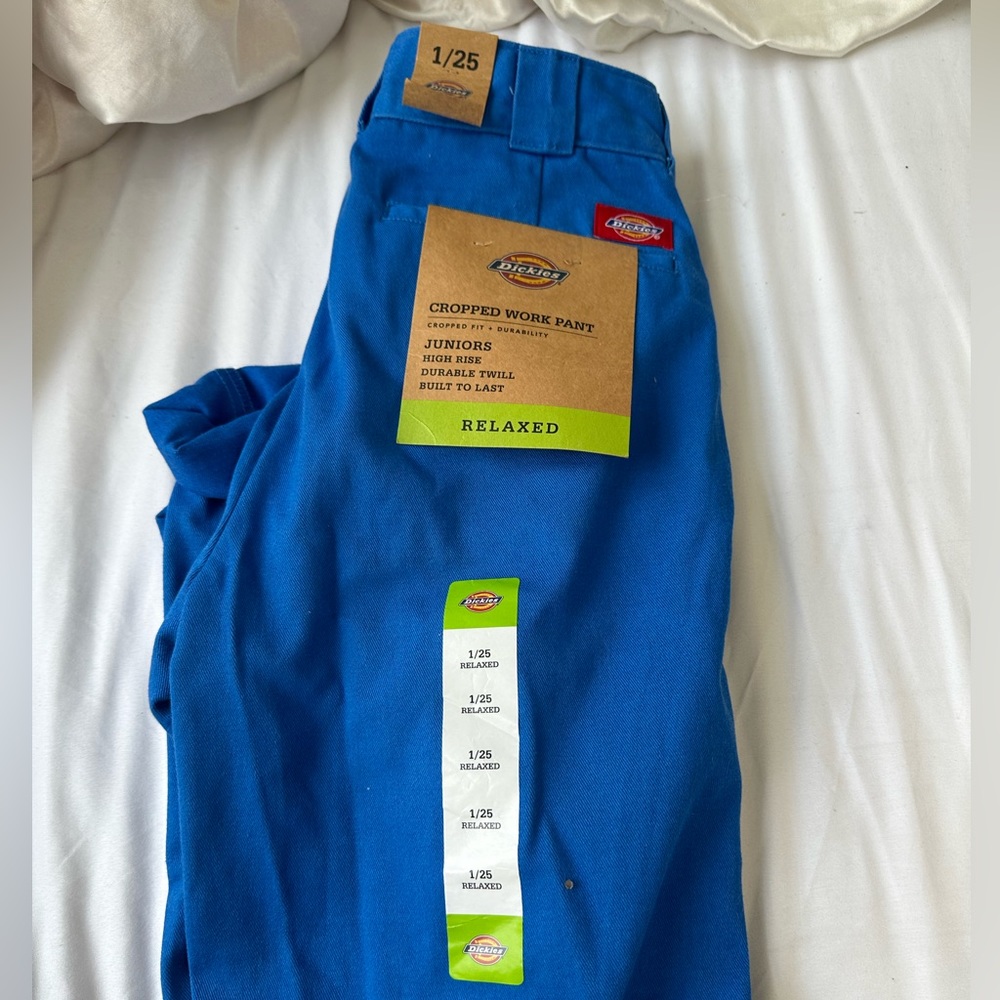 1/25
Dickies
Dickies
Dickies
CROPPED WORK PANT
CROPPED FIT + DURABILITY
JUNIORS
HIGH RISE
DURABLE TWILL
BUILT TO LAST
RELAXED
Dickies
1/25
RELAXED
1/25
RELAXED
1/25
RELAXED
1/25
RELAXED
1/25
RELAXED
Dickies